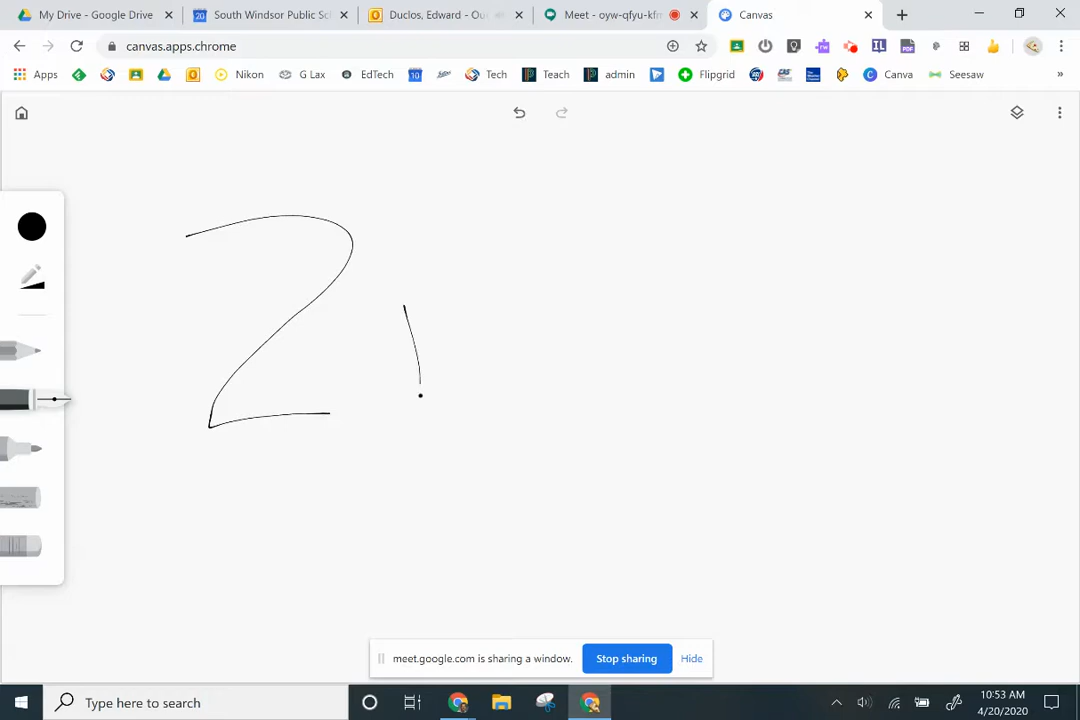 My Drive - Google Drive
South Windsor Public Sc
Duclos, Edward - Ou
Meet - oyw-qfyu-kfm
Canvas
canvas.apps.chrome
Apps
Nikon
G Lax
EdTech
Tech
Teach
admin
Flipgrid
Canva
Seesaw
»
2
meet.google.com is sharing a window.
Stop sharing
Hide
Type here to search
10:53 AM
4/20/2020